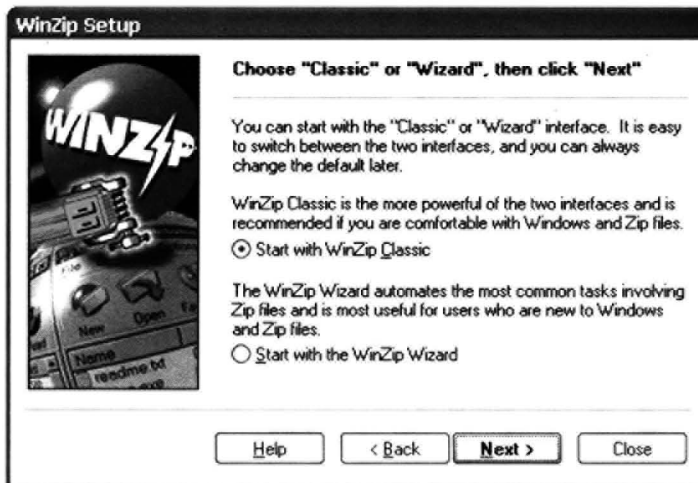 WinZip Setup
WINZIP
File
New
Open
Name
readme.txt
.exe
Choose "Classic" or "Wizard", then click "Next"
You can start with the "Classic" or "Wizard" interface. It is easy
to switch between the two interfaces, and you can always
change the default later.
WinZip Classic is the more powerful of the two interfaces and is
recommended if you are comfortable with Windows and Zip files.
Start with WinZip Classic
The WinZip Wizard automates the most common tasks involving
Zip files and is most useful for users who are new to Windows
and Zip files.
Start with the WinZip Wizard
Help
< Back
Next >
Close